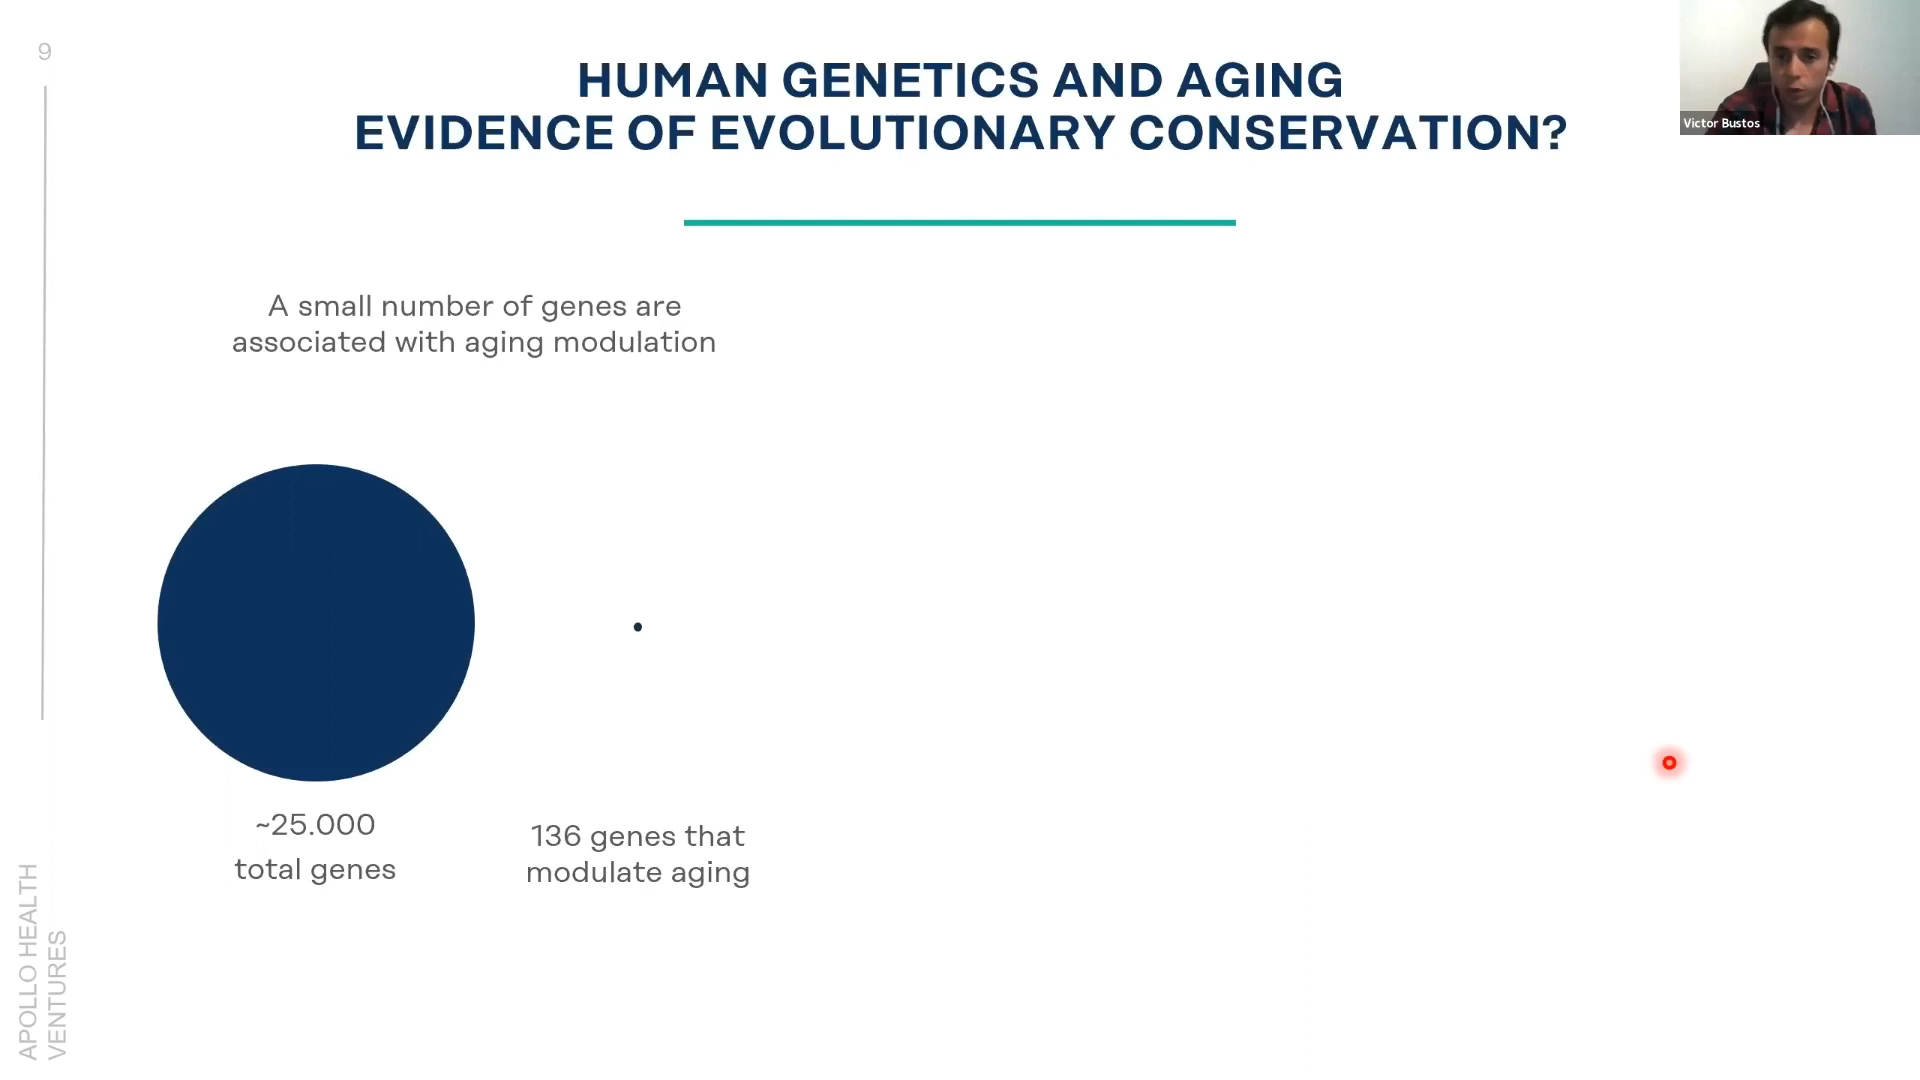 9
HUMAN GENETICS AND AGING
EVIDENCE OF EVOLUTIONARY CONSERVATION?
Victor Bustos
A small number of genes are
associated with aging modulation
~25.000
total genes
136 genes that
modulate aging
APOLLO HEALTH
VENTURES